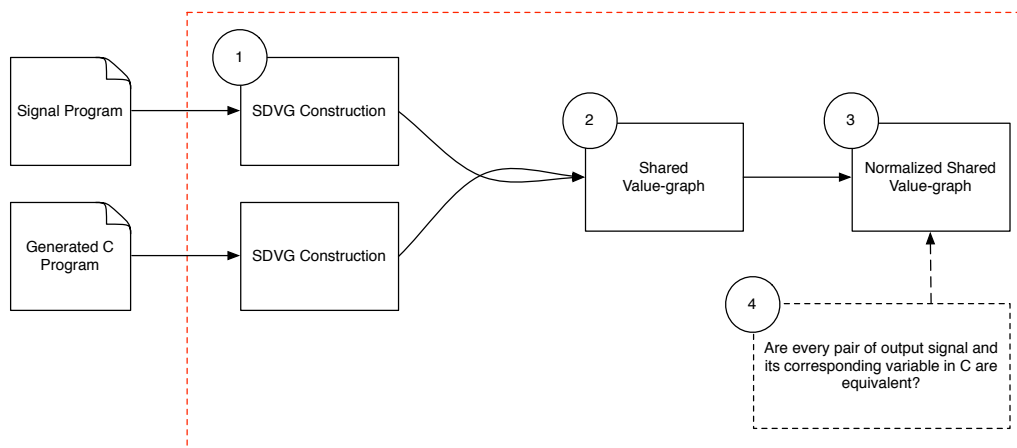 1
Signal Program
SDVG Construction
2
Shared
Value-graph
3
Normalized Shared
Value-graph
Generated C
Program
SDVG Construction
4
Are every pair of output signal and
its corresponding variable in C are
equivalent?